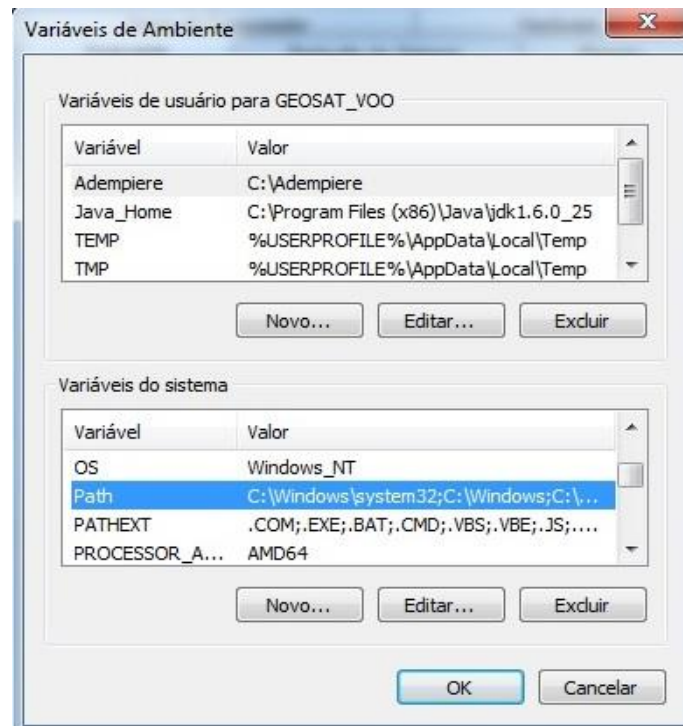 Variáveis de Ambiente
Variáveis de usuário para GEOSAT_VOO
Variável Valor
Adempiere C:\Adempiere
Java_Home C:\Program Files (x86)\Java\jdk1.6.0_25
TEMP %USERPROFILE%\AppData\Local\Temp
TMP %USERPROFILE%\AppData\Local\Temp
Novo... Editar... Excluir
Variáveis do sistema
Variável Valor
OS Windows_NT
Path C:\Windows\system32;C:\Windows;C:\...
PATHEXT .COM;.EXE;.BAT;.CMD;.VBS;.VBE;.JS;....
PROCESSOR_A... AMD64
Novo... Editar... Excluir
OK Cancelar